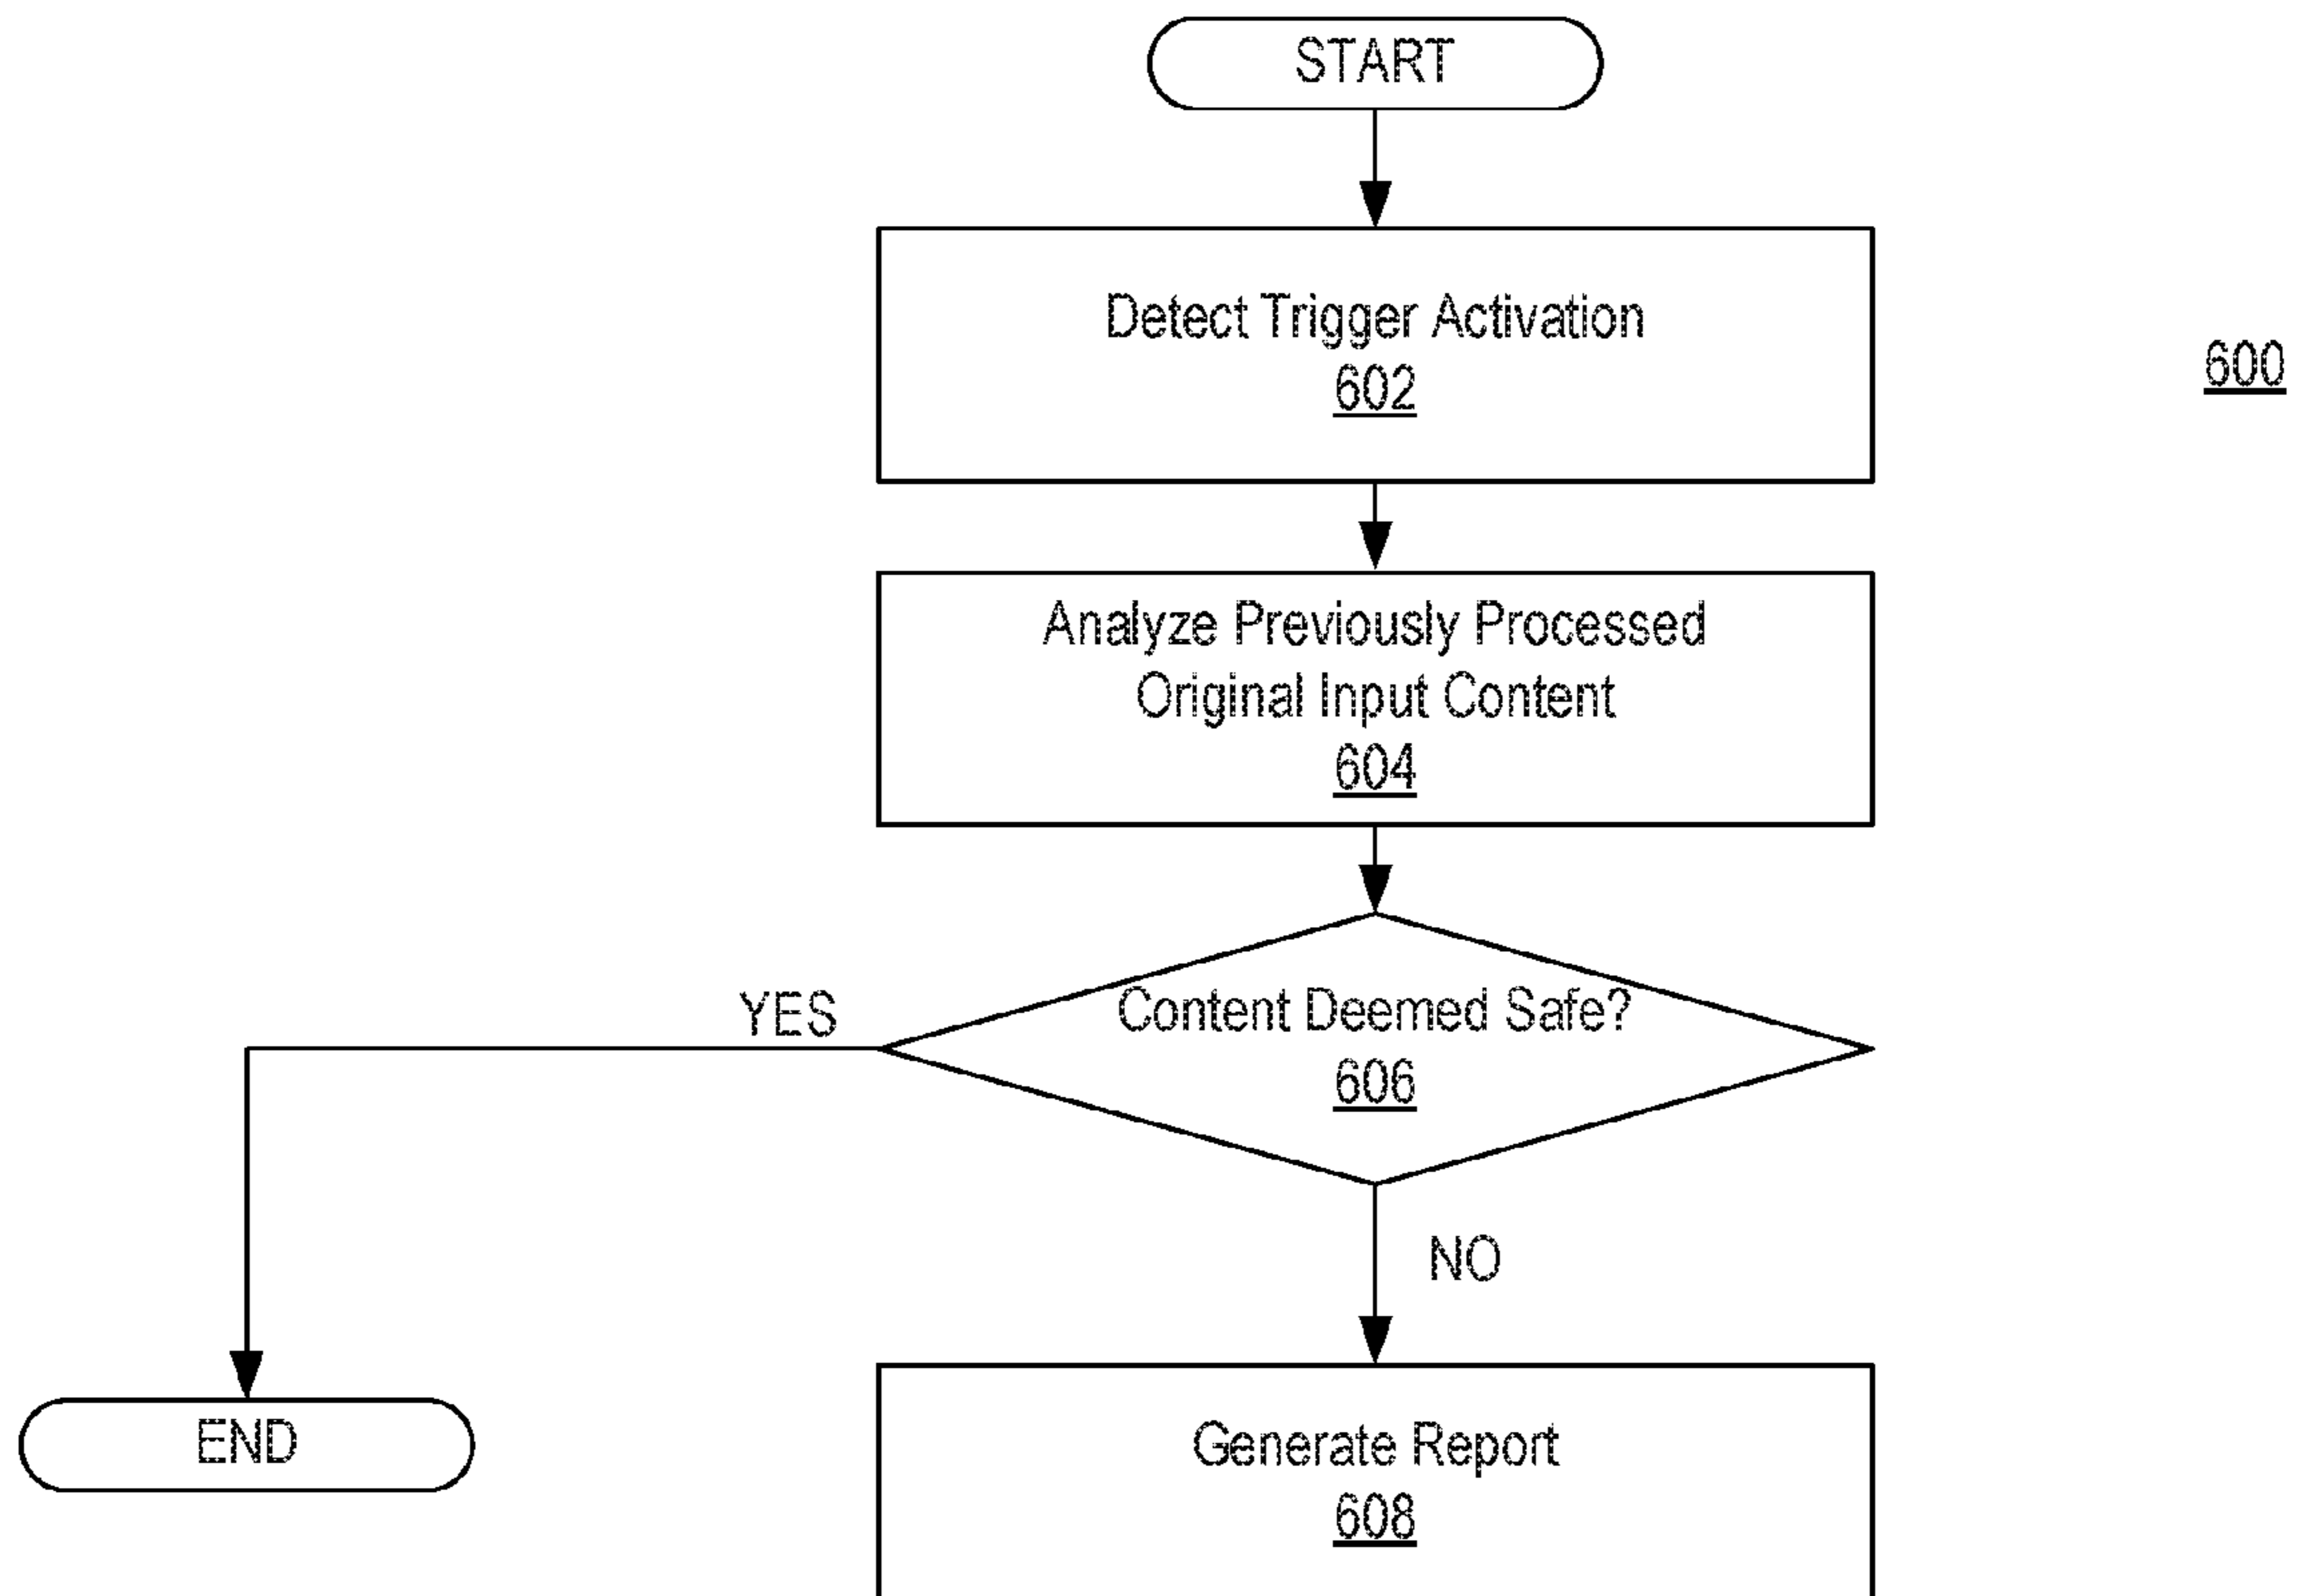 START
Detect Trigger Activation
602
600
Analyze Previously Processed
Original Input Content
604
YES
Content Deemed Safe?
606
NO
END
Generate Report
608